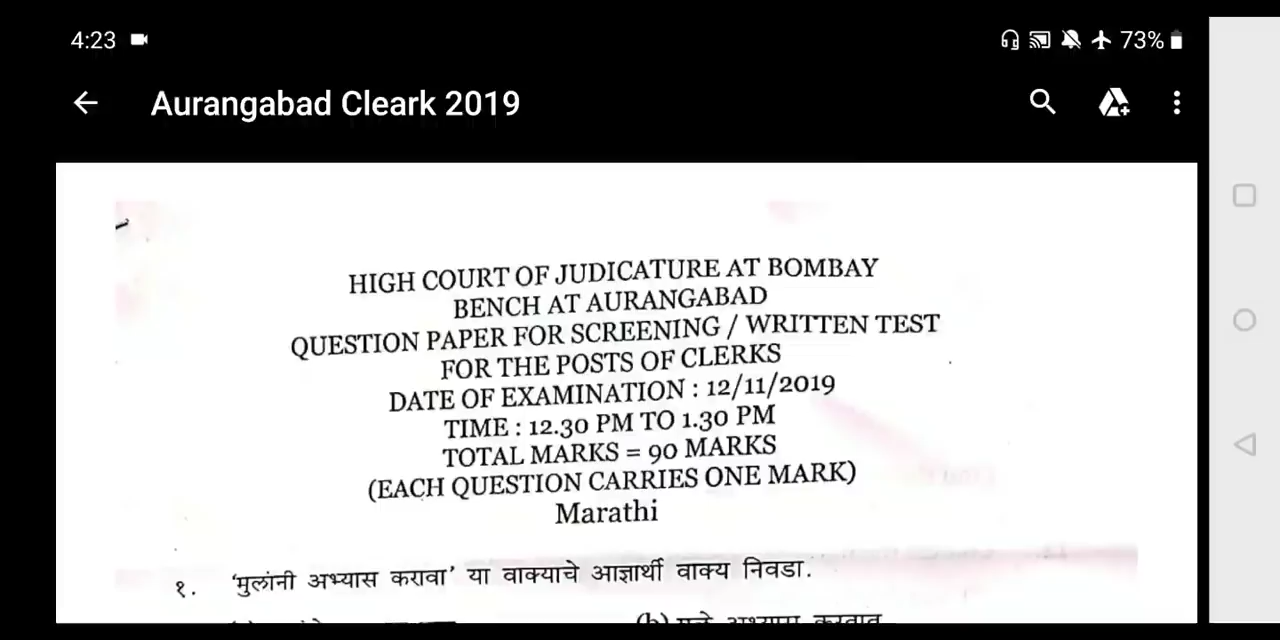 4:23 73%
Aurangabad Cleark 2019
HIGH COURT OF JUDICATURE AT BOMBAY
BENCH AT AURANGABAD
QUESTION PAPER FOR SCREENING / WRITTEN TEST
FOR THE POSTS OF CLERKS
DATE OF EXAMINATION : 12/11/2019
TIME : 12.30 PM TO 1.30 PM
TOTAL MARKS = 90 MARKS
(EACH QUESTION CARRIES ONE MARK)
Marathi
१. 'मुलांनी अभ्यास करावा' या वाक्याचे आज्ञार्थी वाक्य निवडा.
(b) मुले अभ्यास करतात